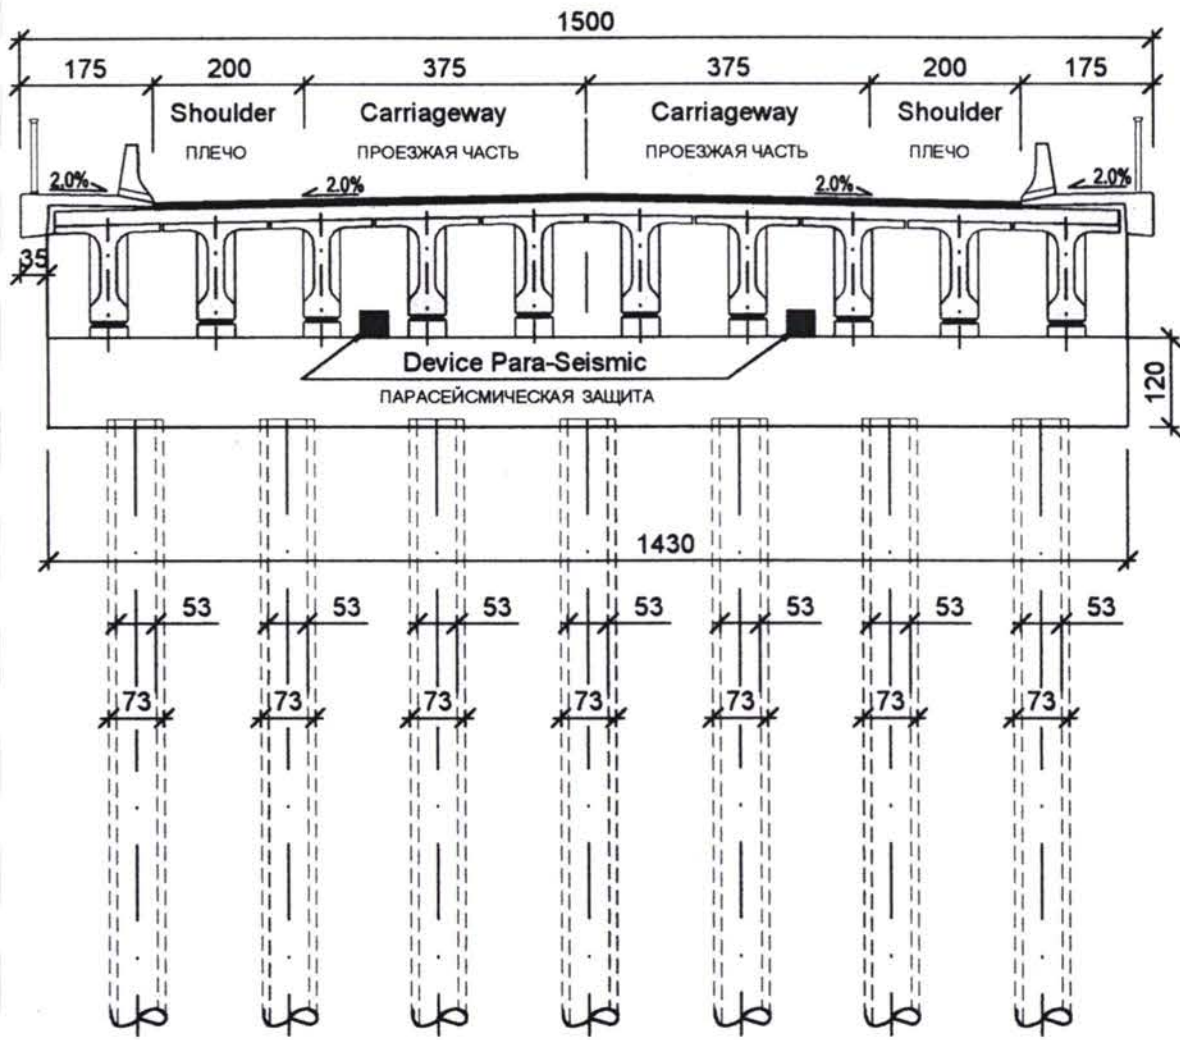 1500
175 200 375 375 200 175
Shoulder Carriageway Carriageway Shoulder
ПЛЕЧО ПРОЕЗЖАЯ ЧАСТЬ ПРОЕЗЖАЯ ЧАСТЬ ПЛЕЧО
2.0% 2.0% 2.0% 2.0%
35
Device Para-Seismic
ПАРАСЕЙСМИЧЕСКАЯ ЗАЩИТА
120
1430
53 53 53 53 53 53 53
73 73 73 73 73 73 73